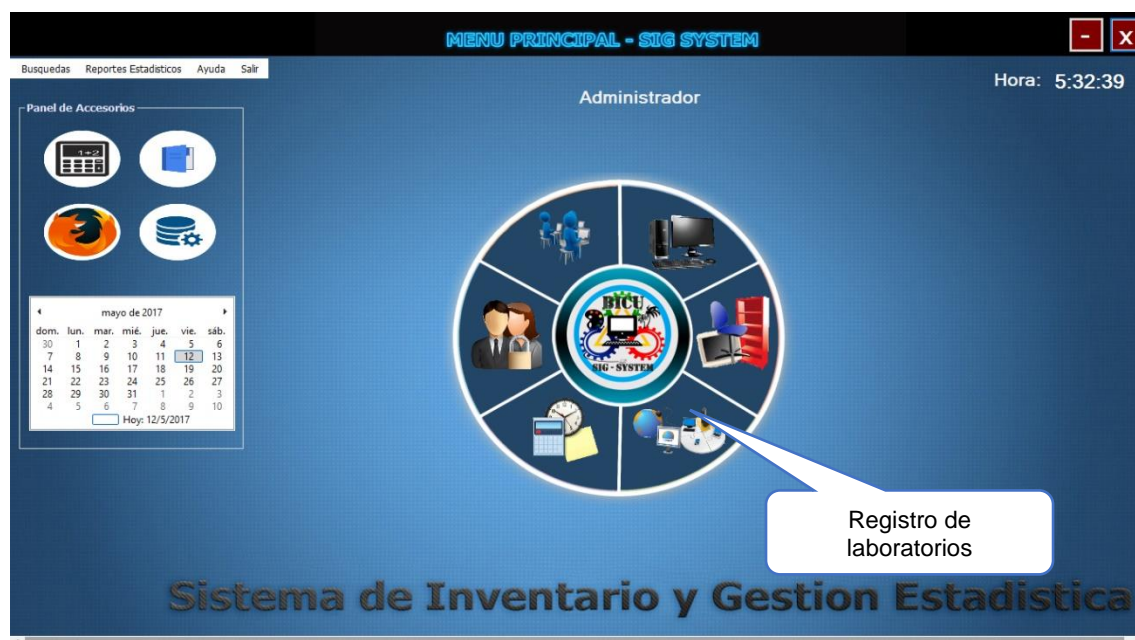 MENU PRINCIPAL - SIG SYSTEM
- X
Busquedas Reportes Estadisticos Ayuda Salir
Hora: 5:32:39
Administrador
Panel de Accesorios
1+2
mayo de 2017
dom. lun. mar. mié. jue. vie. sáb.
30 1 2 3 4 5 6
7 8 9 10 11 12 13
14 15 16 17 18 19 20
21 22 23 24 25 26 27
28 29 30 31 1 2 3
4 5 6 7 8 9 10
Hoy: 12/5/2017
BICU
SIG - SYSTEM
Registro de
laboratorios
Sistema de Inventario y Gestion Estadistica